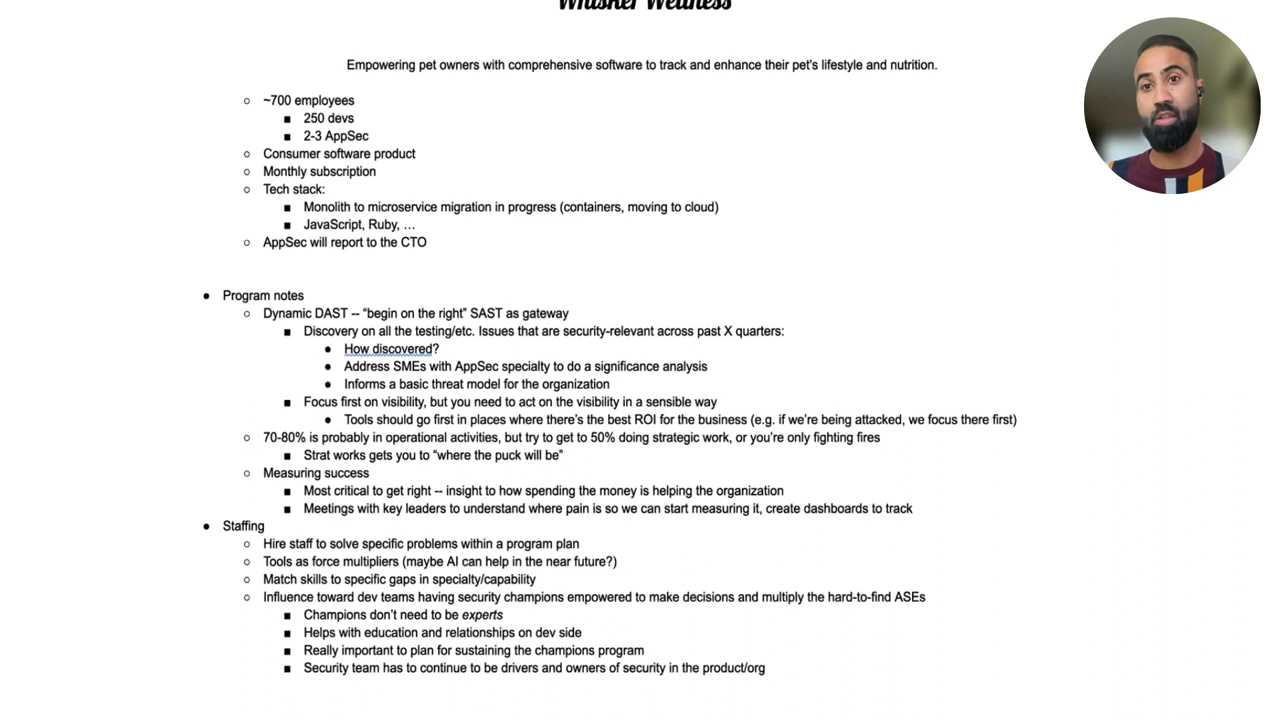 Whisker Wellness
Empowering pet owners with comprehensive software to track and enhance their pet's lifestyle and nutrition.
○ ~700 employees
■ 250 devs
■ 2-3 AppSec
○ Consumer software product
○ Monthly subscription
○ Tech stack:
■ Monolith to microservice migration in progress (containers, moving to cloud)
■ JavaScript, Ruby, …
○ AppSec will report to the CTO
● Program notes
○ Dynamic DAST -- “begin on the right” SAST as gateway
■ Discovery on all the testing/etc. Issues that are security-relevant across past X quarters:
● How discovered?
● Address SMEs with AppSec specialty to do a significance analysis
● Informs a basic threat model for the organization
■ Focus first on visibility, but you need to act on the visibility in a sensible way
● Tools should go first in places where there’s the best ROI for the business (e.g. if we’re being attacked, we focus there first)
○ 70-80% is probably in operational activities, but try to get to 50% doing strategic work, or you’re only fighting fires
■ Strat works gets you to “where the puck will be”
○ Measuring success
■ Most critical to get right -- insight to how spending the money is helping the organization
■ Meetings with key leaders to understand where pain is so we can start measuring it, create dashboards to track
● Staffing
○ Hire staff to solve specific problems within a program plan
○ Tools as force multipliers (maybe AI can help in the near future?)
○ Match skills to specific gaps in specialty/capability
○ Influence toward dev teams having security champions empowered to make decisions and multiply the hard-to-find ASEs
■ Champions don’t need to be experts
■ Helps with education and relationships on dev side
■ Really important to plan for sustaining the champions program
■ Security team has to continue to be drivers and owners of security in the product/org